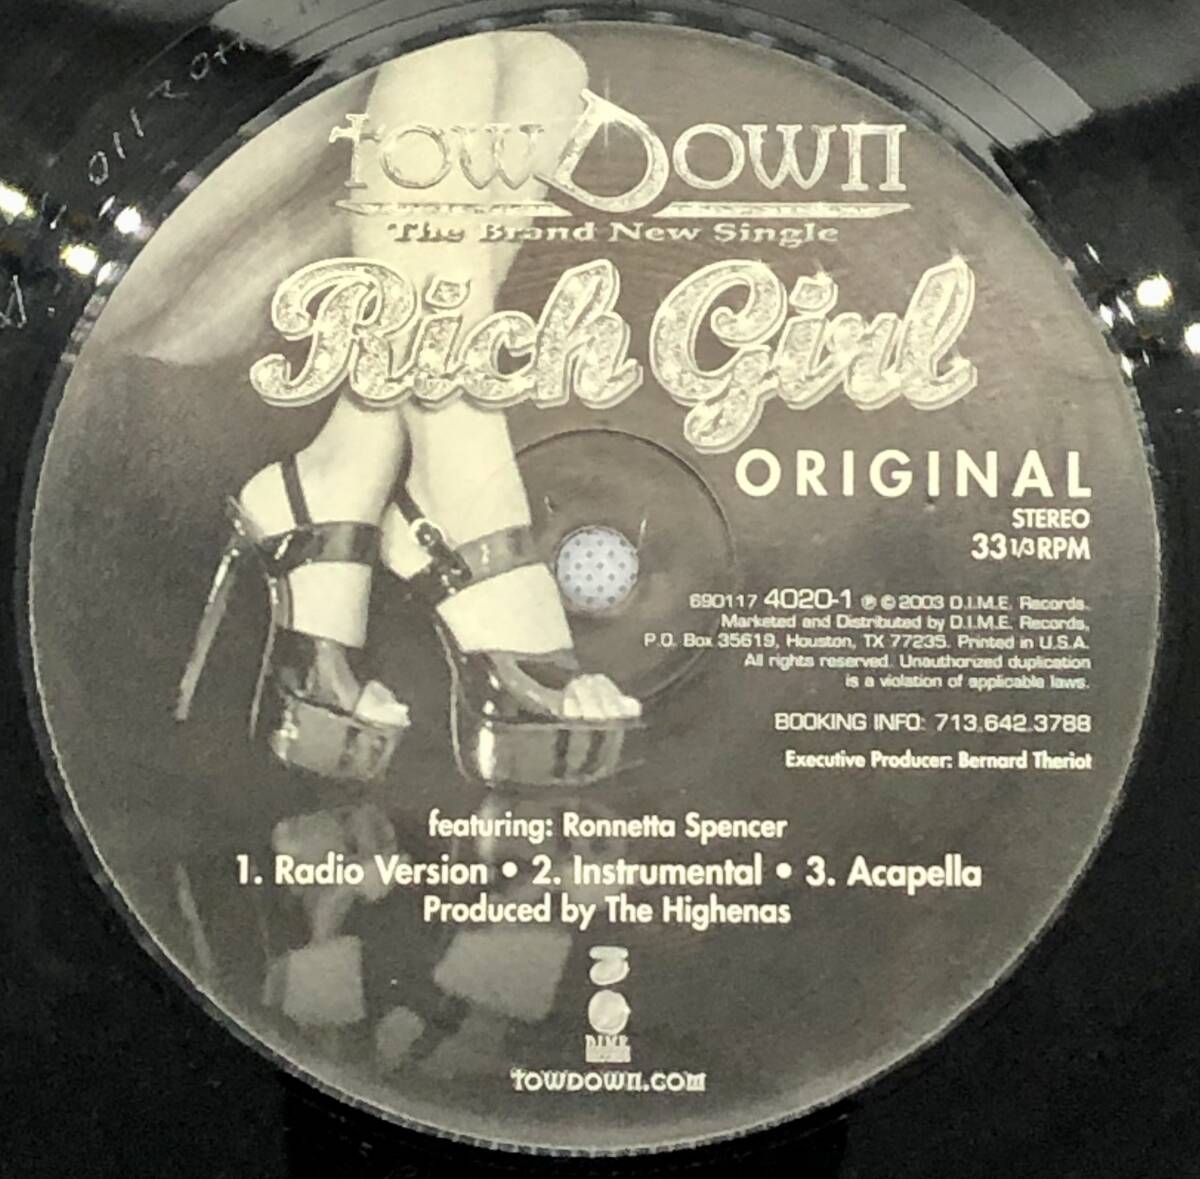 towDown
The Brand New Single
Rich Girl
ORIGINAL
STEREO
33 1/3 RPM
690117 4020-1 ℗ © 2003 D.I.M.E. Records.
Marketed and Distributed by D.I.M.E. Records,
P.O. Box 35619, Houston, TX 77235. Printed in U.S.A.
All rights reserved. Unauthorized duplication
is a violation of applicable laws.
BOOKING INFO: 713.642.3788
Executive Producer: Bernard Theriot
featuring: Ronnetta Spencer
1. Radio Version • 2. Instrumental • 3. Acapella
Produced by The Highenas
D.I.M.E.
TOWDOWN.COM